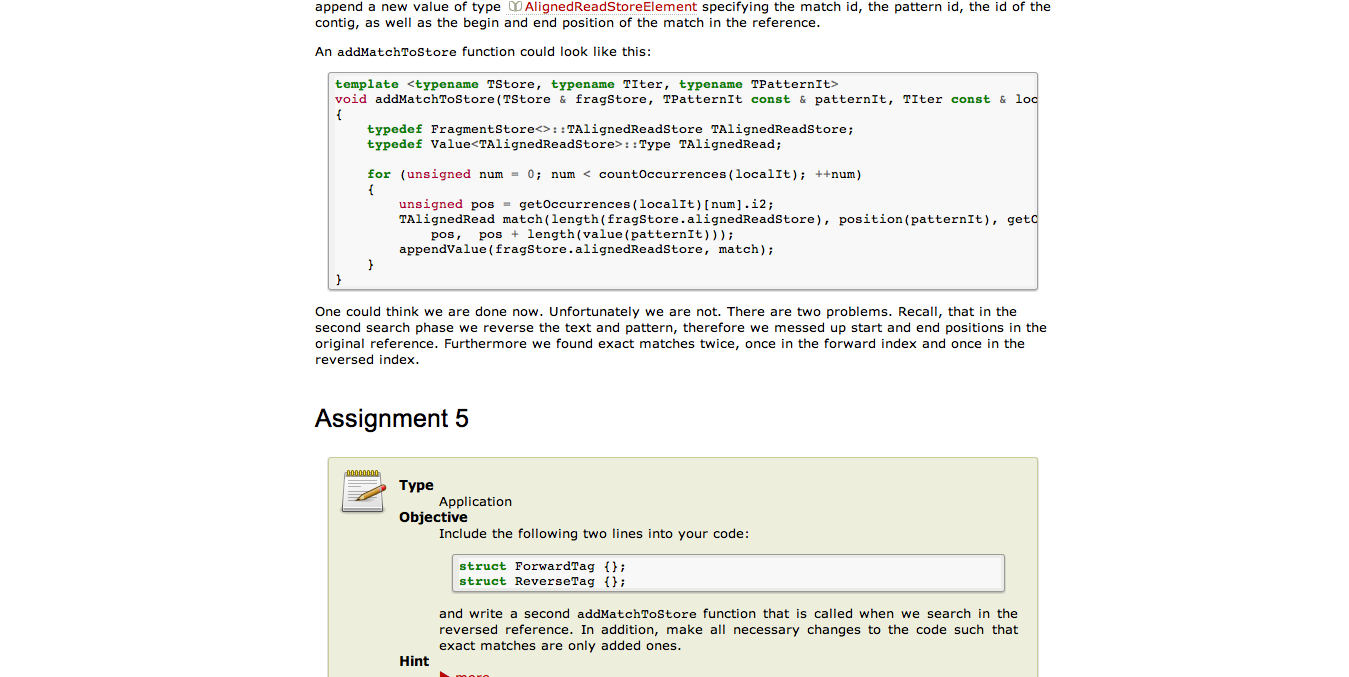 append a new value of type AlignedReadStoreElement specifying the match id, the pattern id, the id of the
contig, as well as the begin and end position of the match in the reference.
An addMatchToStore function could look like this:
template <typename TStore, typename TIter, typename TPatternIt>
void addMatchToStore(TStore & fragStore, TPatternIt const & patternIt, TIter const & loc
{
    typedef FragmentStore<>::TAlignedReadStore TAlignedReadStore;
    typedef Value<TAlignedReadStore>::Type TAlignedRead;
    for (unsigned num = 0; num < countOccurrences(localIt); ++num)
    {
        unsigned pos = getOccurrences(localIt)[num].i2;
        TAlignedRead match(length(fragStore.alignedReadStore), position(patternIt), getO
            pos,  pos + length(value(patternIt)));
        appendValue(fragStore.alignedReadStore, match);
    }
}
One could think we are done now. Unfortunately we are not. There are two problems. Recall, that in the
second search phase we reverse the text and pattern, therefore we messed up start and end positions in the
original reference. Furthermore we found exact matches twice, once in the forward index and once in the
reversed index.
Assignment 5
Type
Application
Objective
Include the following two lines into your code:
struct ForwardTag {};
struct ReverseTag {};
and write a second addMatchToStore function that is called when we search in the
reversed reference. In addition, make all necessary changes to the code such that
exact matches are only added ones.
Hint
more